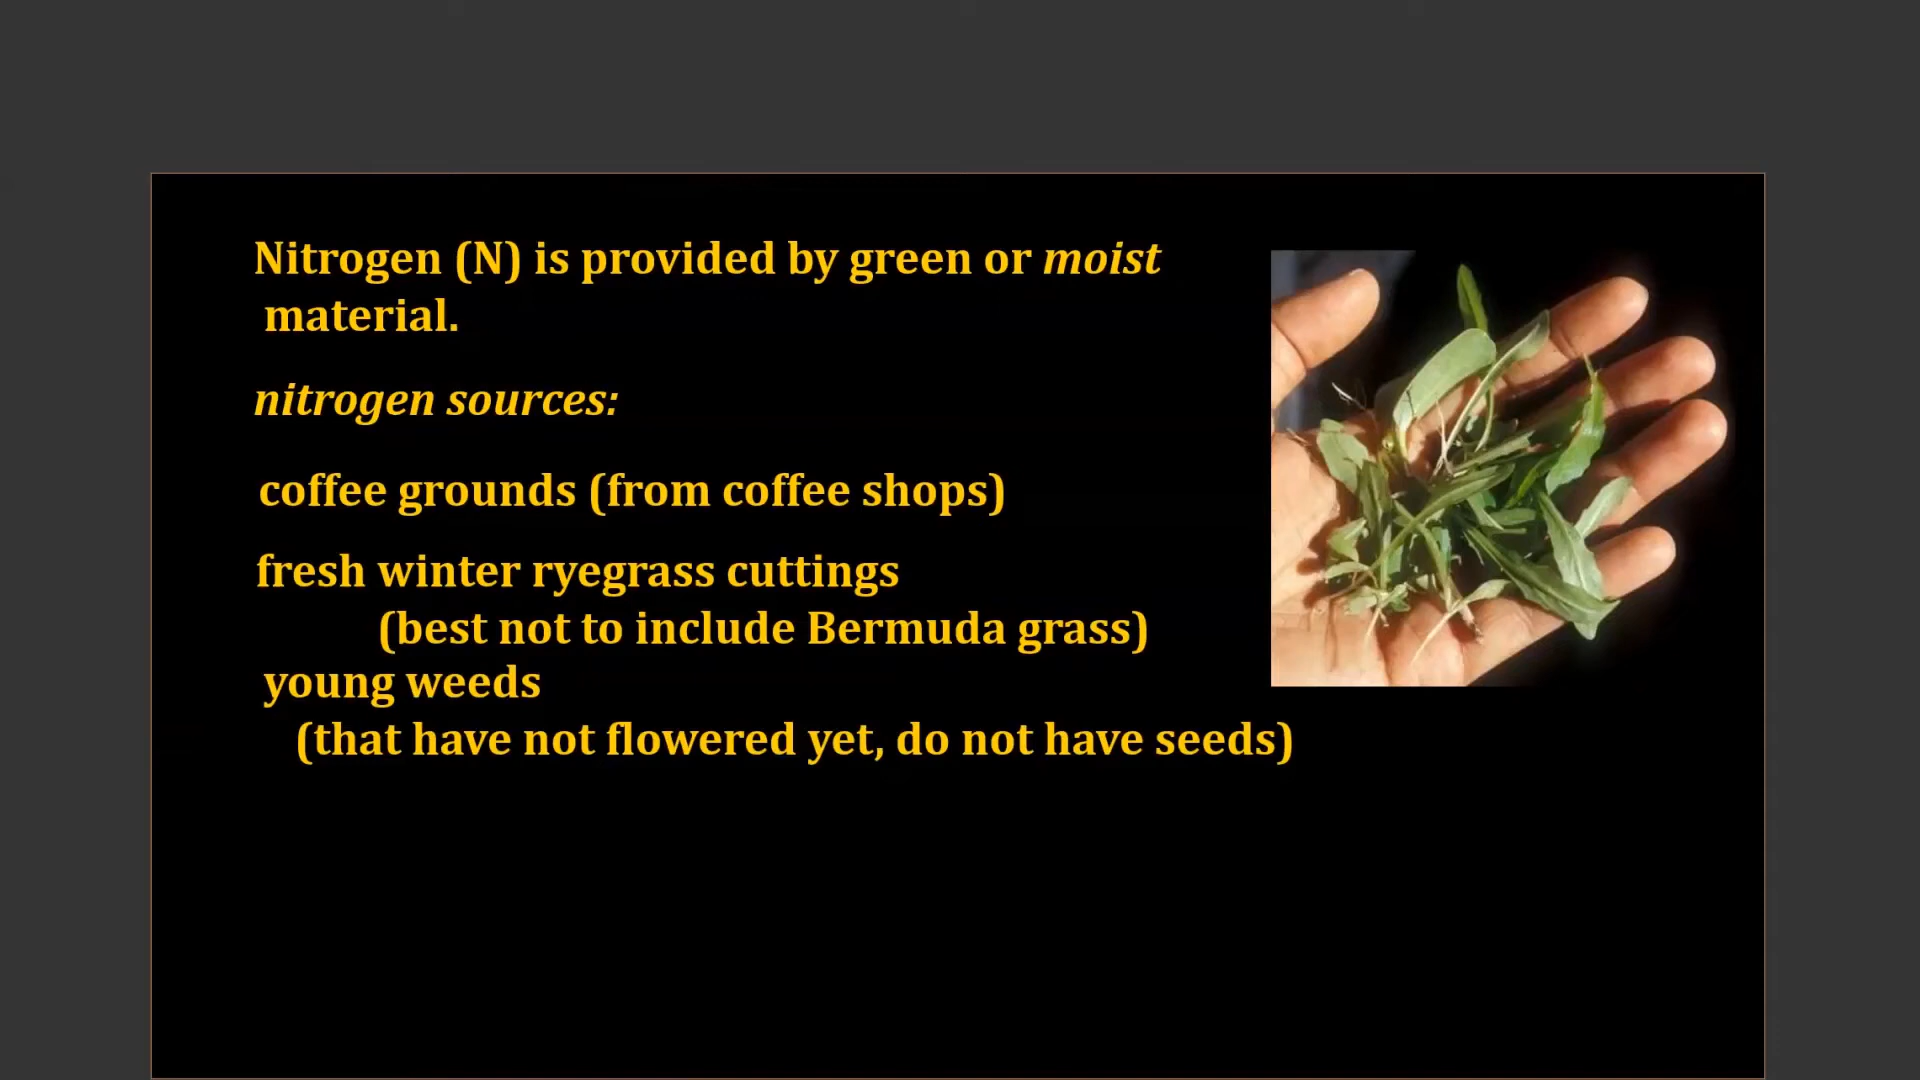 Nitrogen (N) is provided by green or moist
material.
nitrogen sources:
coffee grounds (from coffee shops)
fresh winter ryegrass cuttings
(best not to include Bermuda grass)
young weeds
(that have not flowered yet, do not have seeds)